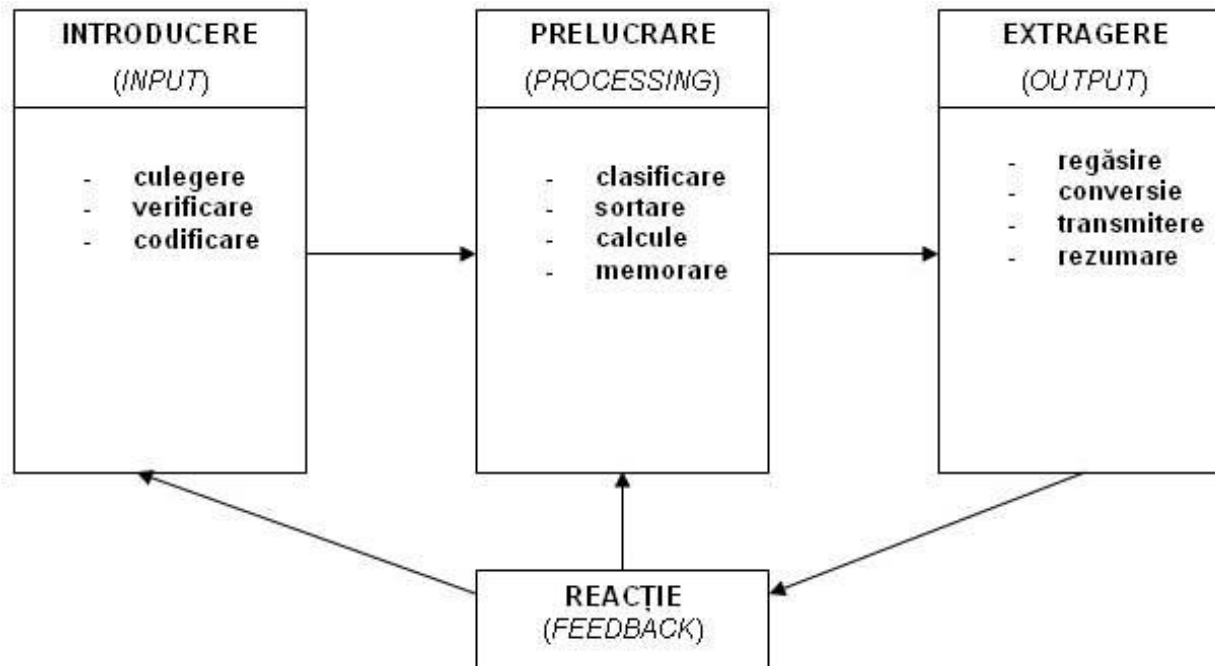 INTRODUCERE
(INPUT)
- culegere
- verificare
- codificare
PRELUCRARE
(PROCESSING)
- clasificare
- sortare
- calcule
- memorare
EXTRAGERE
(OUTPUT)
- regăsire
- conversie
- transmitere
- rezumare
REACȚIE
(FEEDBACK)